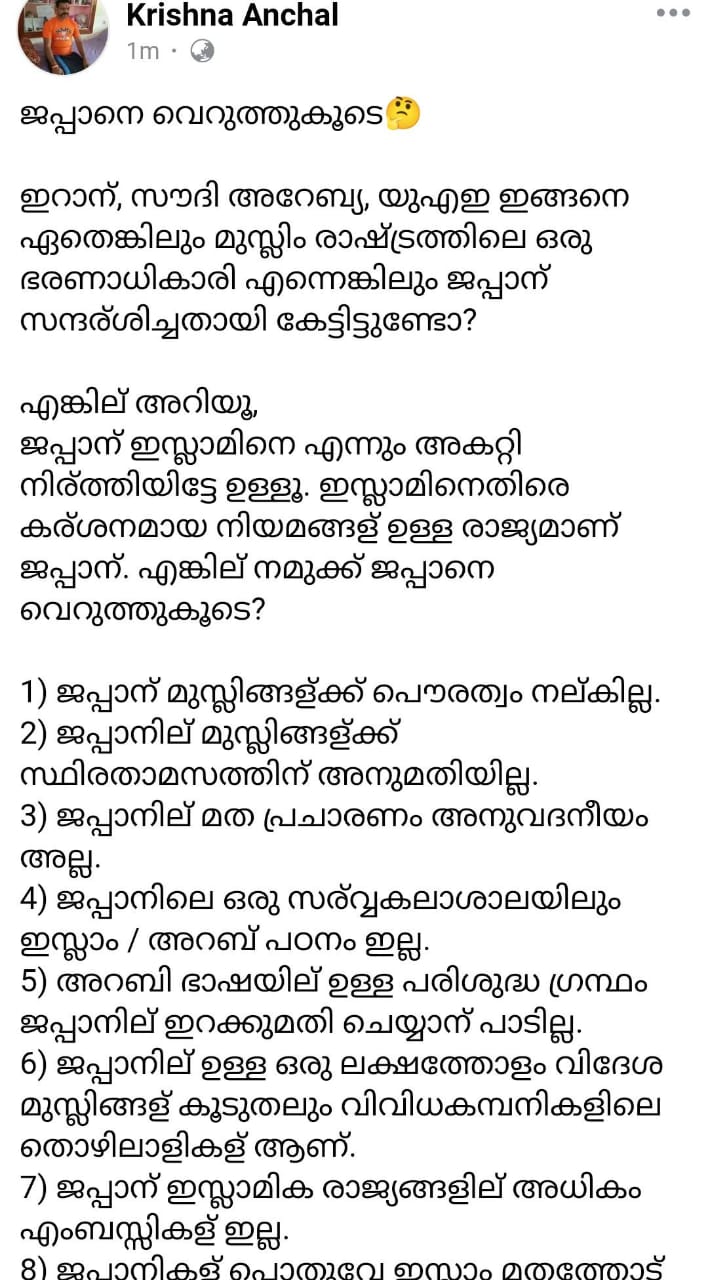 Krishna Anchal
1m ·
ജപ്പാനെ വെറുത്തുകൂടെ🤔
ഇറാന്, സൗദി അറേബ്യ, യുഎഇ ഇങ്ങനെ
ഏതെങ്കിലും മുസ്ലിം രാഷ്ട്രത്തിലെ ഒരു
ഭരണാധികാരി എന്നെങ്കിലും ജപ്പാന്
സന്ദര്ശിച്ചതായി കേട്ടിട്ടുണ്ടോ?
എങ്കില് അറിയൂ,
ജപ്പാന് ഇസ്ലാമിനെ എന്നും അകറ്റി
നിര്ത്തിയിട്ടേ ഉള്ളൂ. ഇസ്ലാമിനെതിരെ
കര്ശനമായ നിയമങ്ങള് ഉള്ള രാജ്യമാണ്
ജപ്പാന്. എങ്കില് നമുക്ക് ജപ്പാനെ
വെറുത്തുകൂടെ?
1) ജപ്പാന് മുസ്ലിങ്ങള്ക്ക് പൌരത്വം നല്കില്ല.
2) ജപ്പാനില് മുസ്ലിങ്ങള്ക്ക്
സ്ഥിരതാമസത്തിന് അനുമതിയില്ല.
3) ജപ്പാനില് മത പ്രചാരണം അനുവദനീയം
അല്ല.
4) ജപ്പാനിലെ ഒരു സര്വ്വകലാശാലയിലും
ഇസ്ലാം / അറബ് പഠനം ഇല്ല.
5) അറബി ഭാഷയില് ഉള്ള പരിശുദ്ധ ഗ്രന്ഥം
ജപ്പാനില് ഇറക്കുമതി ചെയ്യാന് പാടില്ല.
6) ജപ്പാനില് ഉള്ള ഒരു ലക്ഷത്തോളം വിദേശ
മുസ്ലിങ്ങള് കൂടുതലും വിവിധകമ്പനികളിലെ
തൊഴിലാളികള് ആണ്.
7) ജപ്പാന് ഇസ്ലാമിക രാജ്യങ്ങളില് അധികം
എംബസ്സികള് ഇല്ല.
8) ജപ്പാനികള് പൊതുവേ ഇസ്ലാം മതത്തോട്